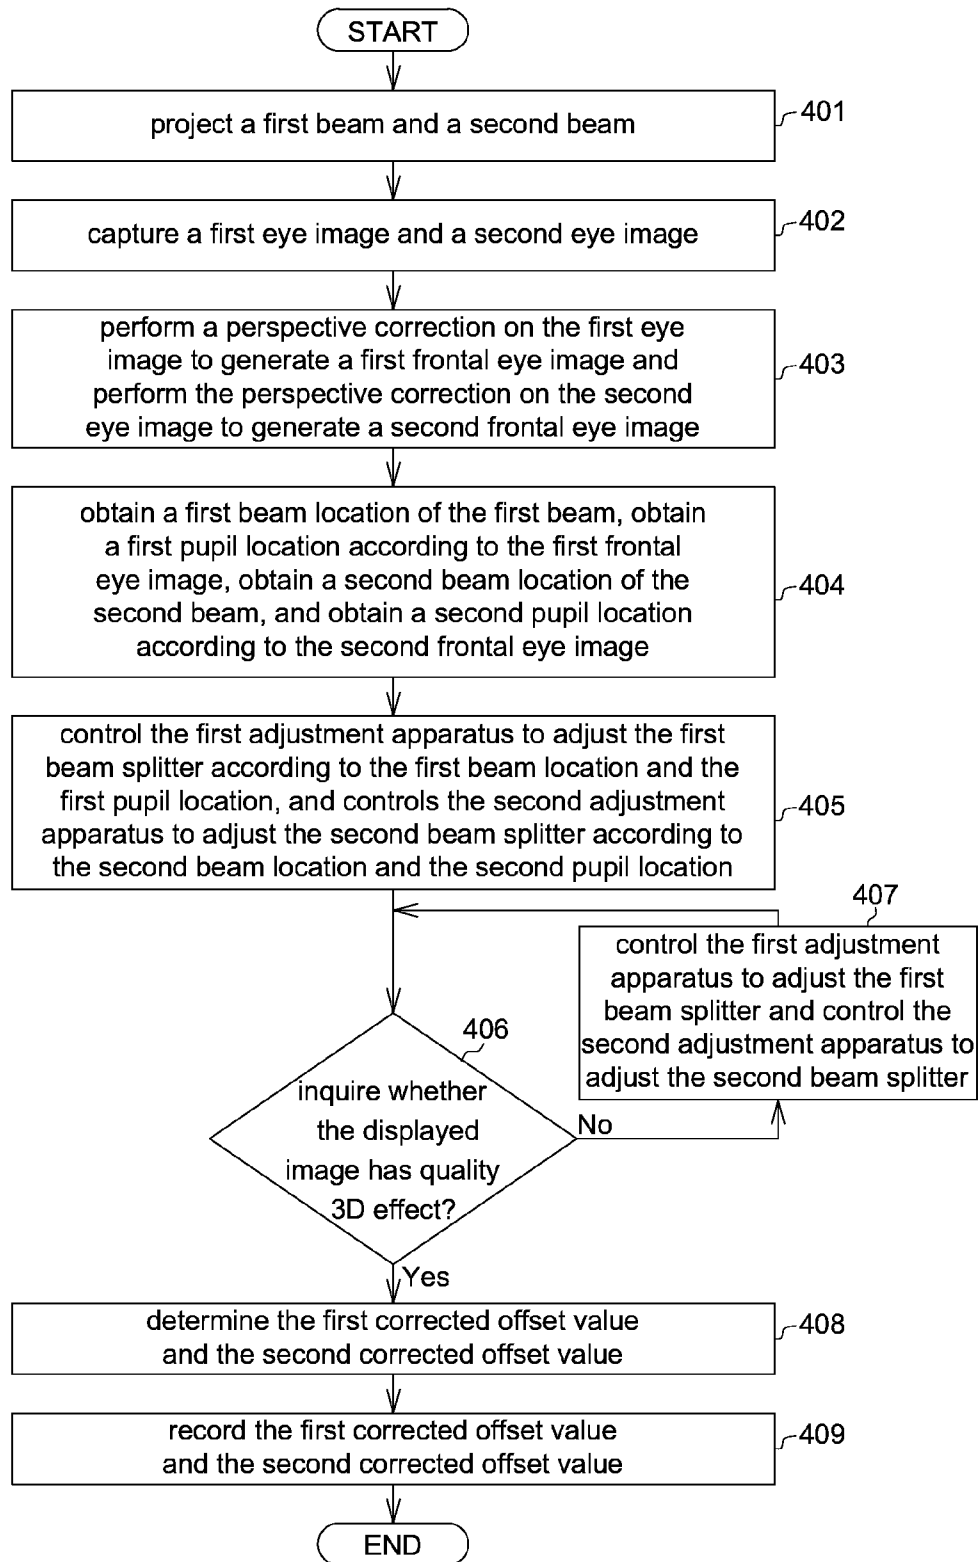 START
project a first beam and a second beam
401
capture a first eye image and a second eye image
402
perform a perspective correction on the first eye
image to generate a first frontal eye image and
perform the perspective correction on the second
eye image to generate a second frontal eye image
403
obtain a first beam location of the first beam, obtain
a first pupil location according to the first frontal
eye image, obtain a second beam location of the
second beam, and obtain a second pupil location
according to the second frontal eye image
404
control the first adjustment apparatus to adjust the first
beam splitter according to the first beam location and the
first pupil location, and controls the second adjustment
apparatus to adjust the second beam splitter according to
the second beam location and the second pupil location
405
407
control the first adjustment
apparatus to adjust the first
beam splitter and control the
second adjustment apparatus to
adjust the second beam splitter
406
inquire whether
the displayed
image has quality
3D effect?
No
Yes
determine the first corrected offset value
and the second corrected offset value
408
record the first corrected offset value
and the second corrected offset value
409
END